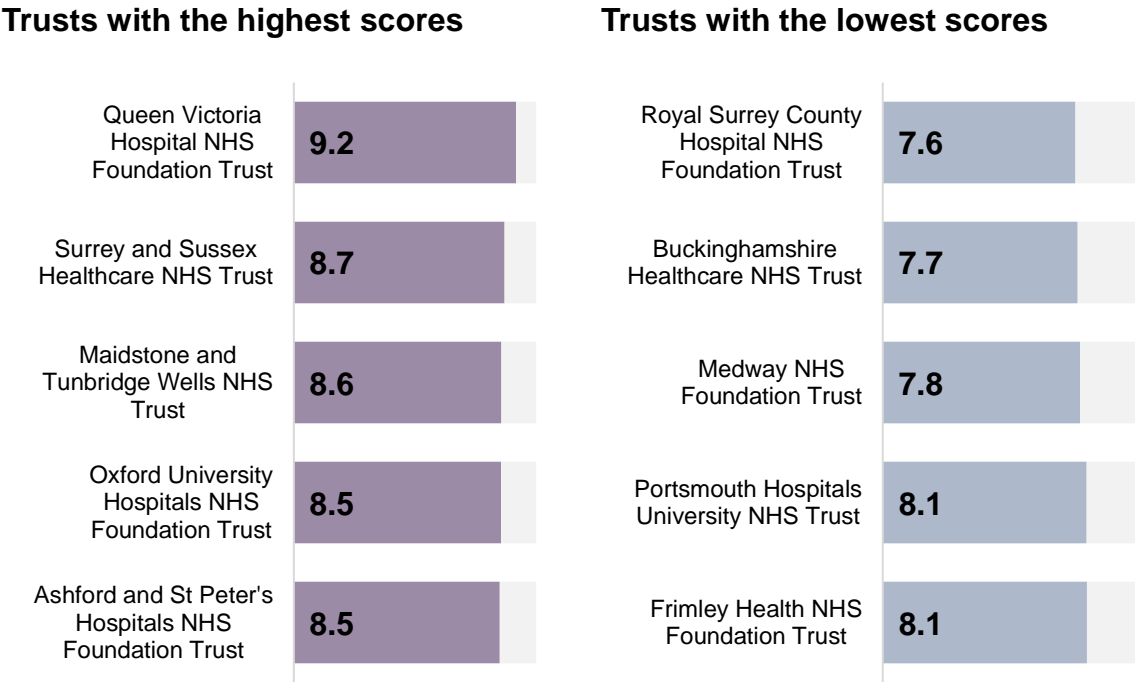 Trusts with the highest scores
Queen Victoria
Hospital NHS
Foundation Trust
9.2
Surrey and Sussex
Healthcare NHS Trust
8.7
Maidstone and
Tunbridge Wells NHS
Trust
8.6
Oxford University
Hospitals NHS
Foundation Trust
8.5
Ashford and St Peter's
Hospitals NHS
Foundation Trust
8.5
Trusts with the lowest scores
Royal Surrey County
Hospital NHS
Foundation Trust
7.6
Buckinghamshire
Healthcare NHS Trust
7.7
Medway NHS
Foundation Trust
7.8
Portsmouth Hospitals
University NHS Trust
8.1
Frimley Health NHS
Foundation Trust
8.1